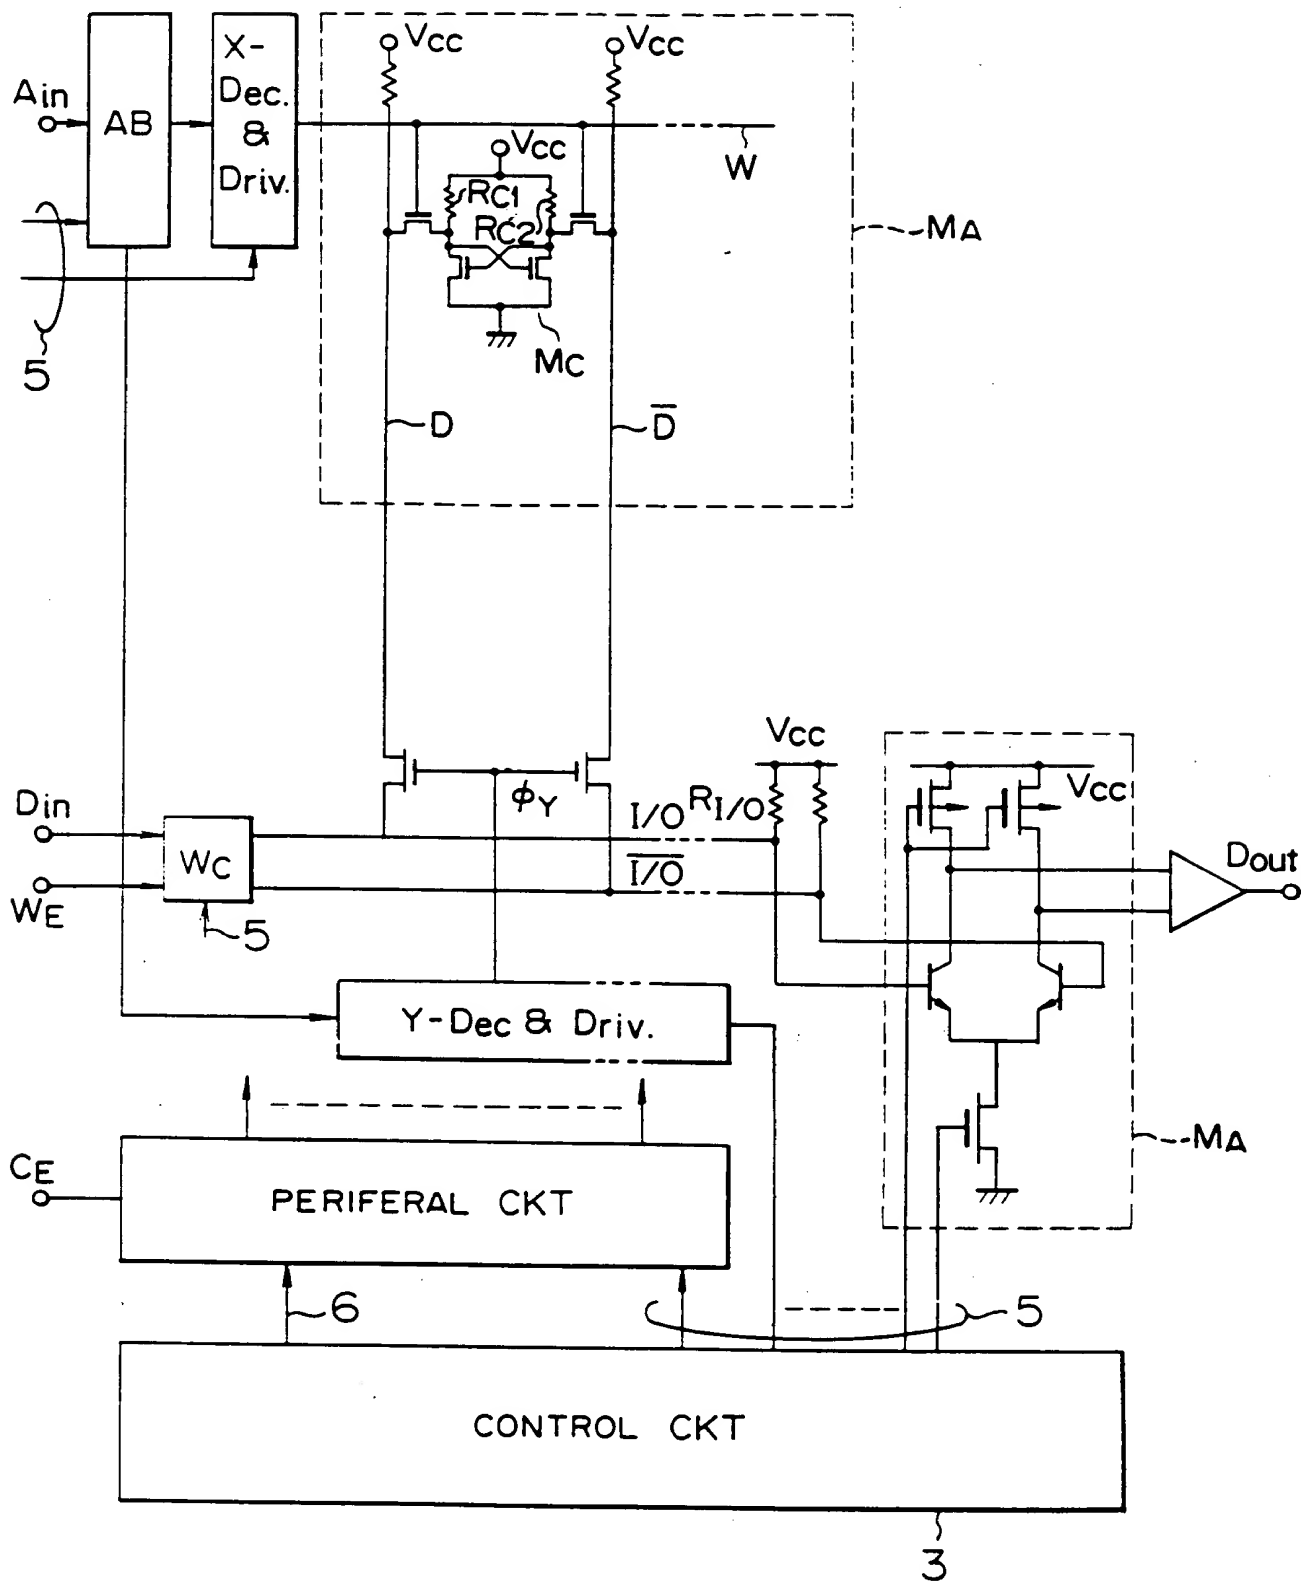 Ain
AB
X-
Dec.
&
Driv.
5
Vcc
Vcc
Vcc
RC1
RC2
W
MA
MC
D
D̅
Vcc
Vcc
Din
WE
WC
5
ϕY
I/O
RI/O
I̅/̅O̅
Dout
Y-Dec & Driv.
MA
CE
PERIFERAL CKT
6
5
CONTROL CKT
3